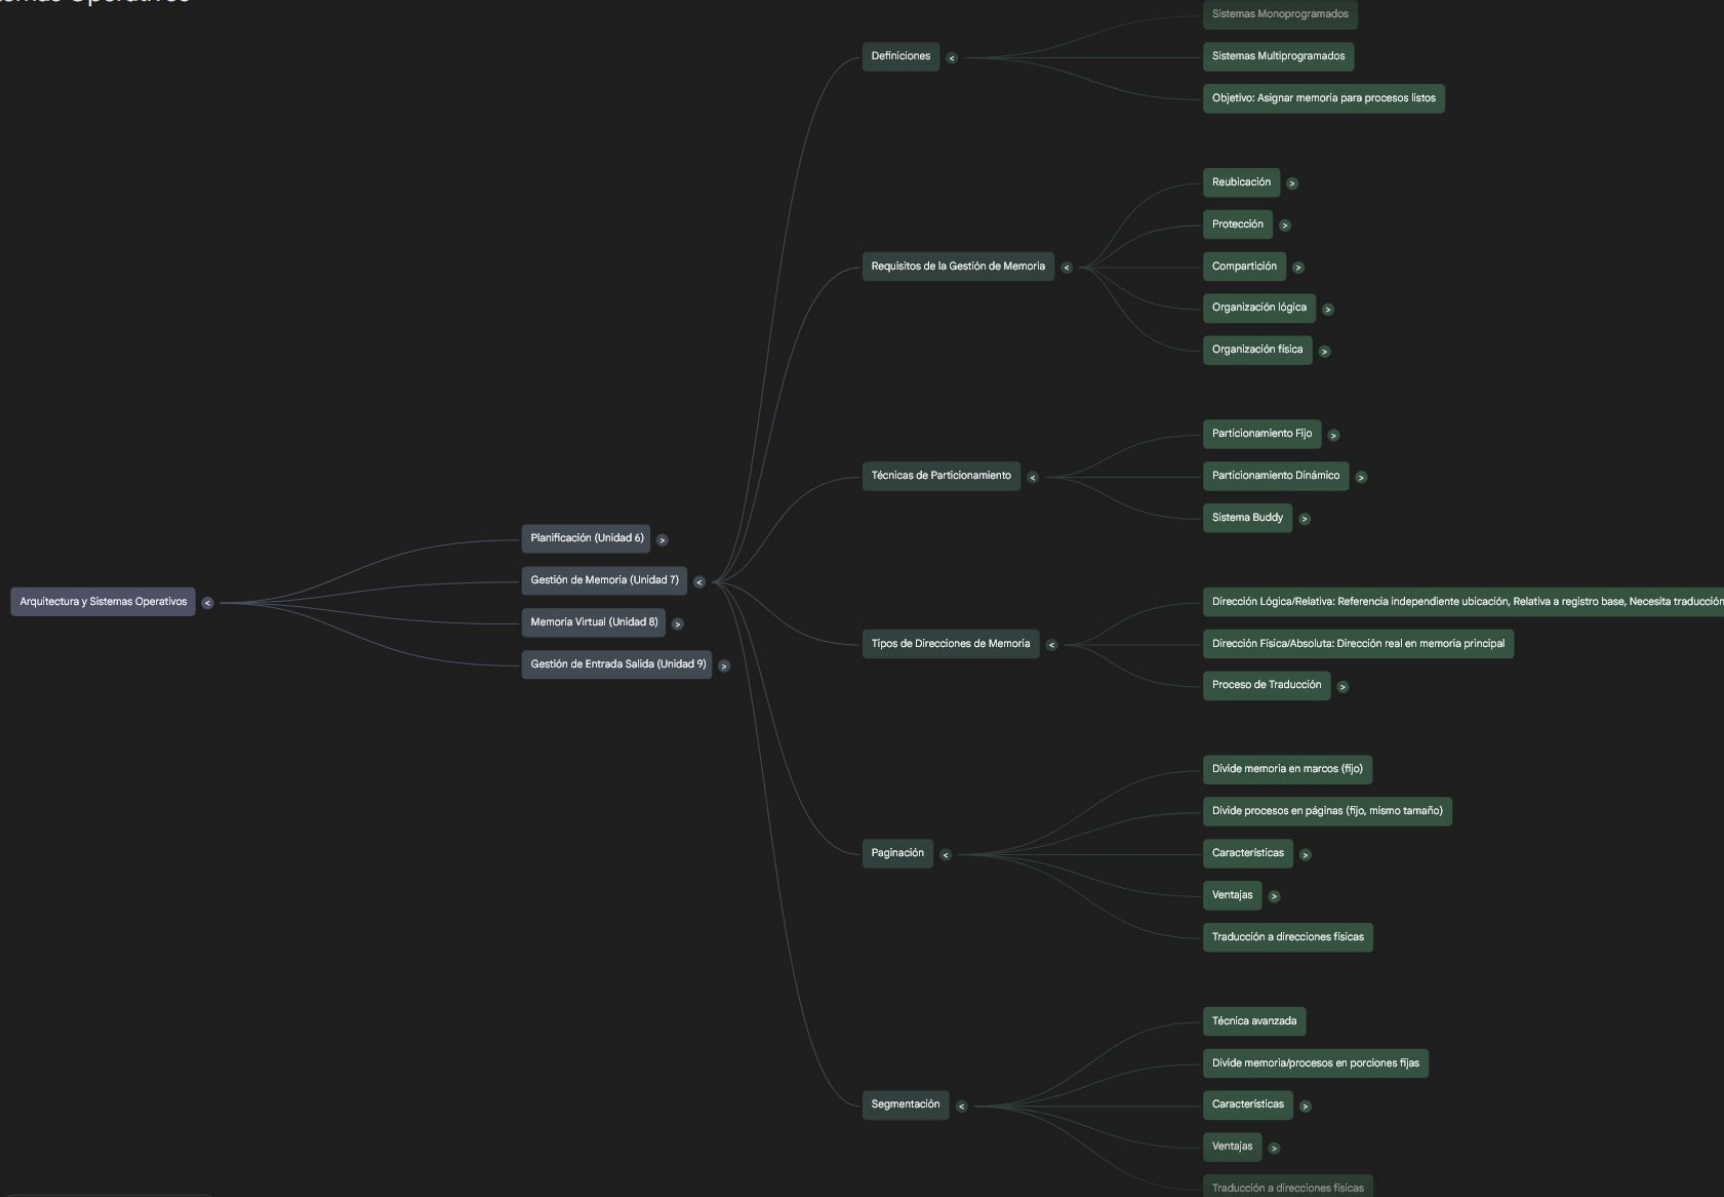 Operativos
Arquitectura y Sistemas Operativos
Planificación (Unidad 6)
Gestión de Memoria (Unidad 7)
Memoria Virtual (Unidad 8)
Gestión de Entrada Salida (Unidad 9)
Definiciones
Sistemas Monoprogramados
Sistemas Multiprogramados
Objetivo: Asignar memoria para procesos listos
Requisitos de la Gestión de Memoria
Reubicación
Protección
Compartición
Organización lógica
Organización física
Técnicas de Particionamiento
Particionamiento Fijo
Particionamiento Dinámico
Sistema Buddy
Tipos de Direcciones de Memoria
Dirección Lógica/Relativa: Referencia independiente ubicación, Relativa a registro base, Necesita traducción
Dirección Física/Absoluta: Dirección real en memoria principal
Proceso de Traducción
Paginación
Divide memoria en marcos (fijo)
Divide procesos en páginas (fijo, mismo tamaño)
Características
Ventajas
Traducción a direcciones físicas
Segmentación
Técnica avanzada
Divide memoria/procesos en porciones fijas
Características
Ventajas
Traducción a direcciones físicas